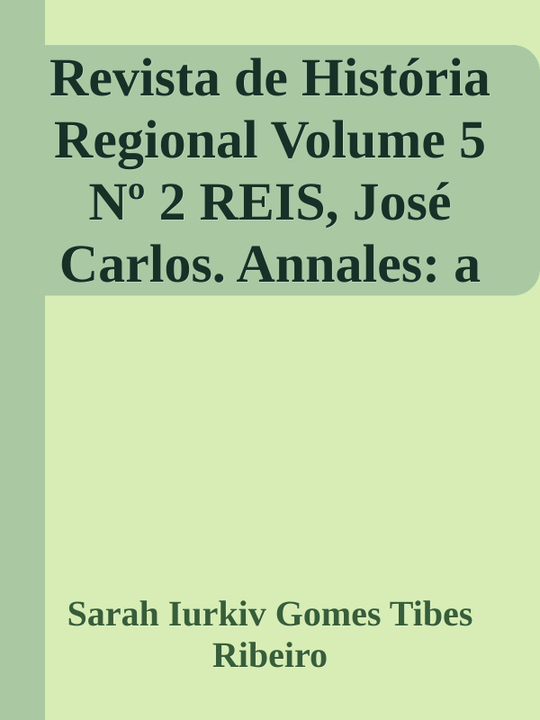 Revista de História
Regional Volume 5
Nº 2 REIS, José
Carlos. Annales: a
Sarah Iurkiv Gomes Tibes
Ribeiro